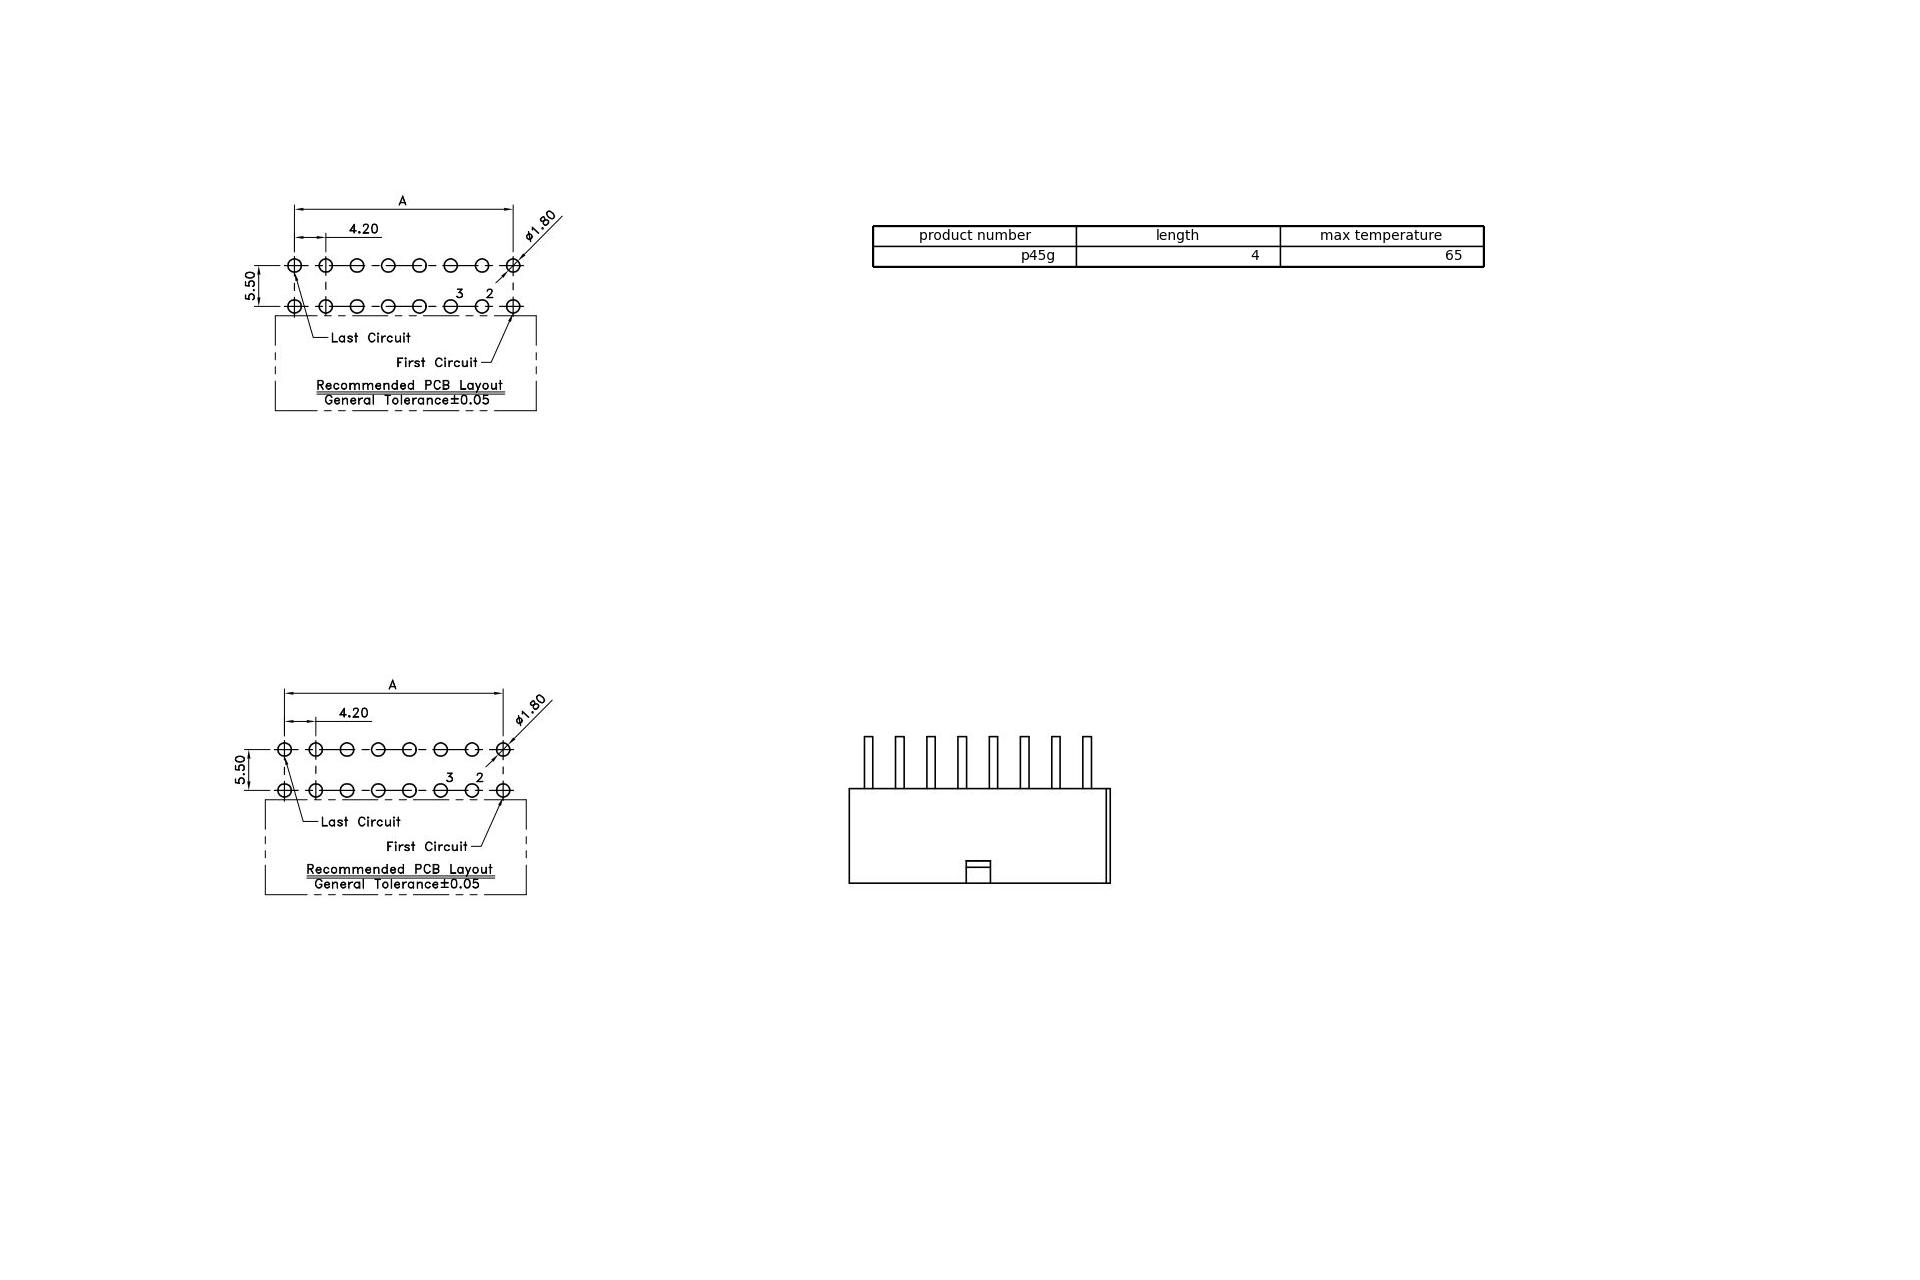 A
4.20
ø1.80
5.50
3 2
Last Circuit
First Circuit
Recommended PCB Layout
General Tolerance±0.05
product number length max temperature
p45g 4 65
A
4.20
ø1.80
5.50
3 2
Last Circuit
First Circuit
Recommended PCB Layout
General Tolerance±0.05